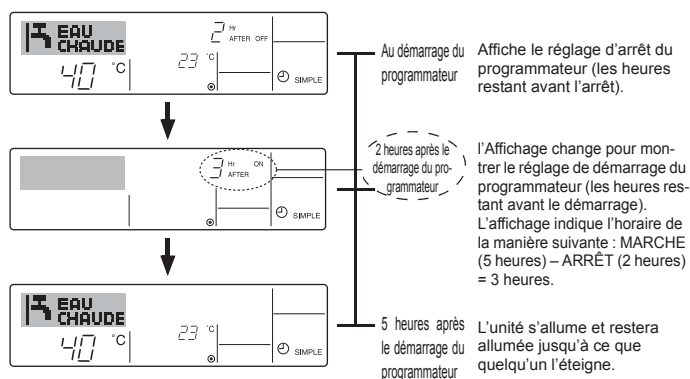 EAU
CHAUDE
40 °C
2 Hr
AFTER OFF
23 °C
SIMPLE
Au démarrage du
programmateur
Affiche le réglage d'arrêt du
programmateur (les heures
restant avant l'arrêt).
3 Hr ON
AFTER
SIMPLE
2 heures après le
démarrage du pro-
grammateur
l'Affichage change pour mon-
trer le réglage de démarrage du
programmateur (les heures res-
tant avant le démarrage).
L'affichage indique l'horaire de
la manière suivante : MARCHE
(5 heures) – ARRÊT (2 heures)
= 3 heures.
EAU
CHAUDE
40 °C
23 °C
SIMPLE
5 heures après
le démarrage du
programmateur
L'unité s'allume et restera
allumée jusqu'à ce que
quelqu'un l'éteigne.